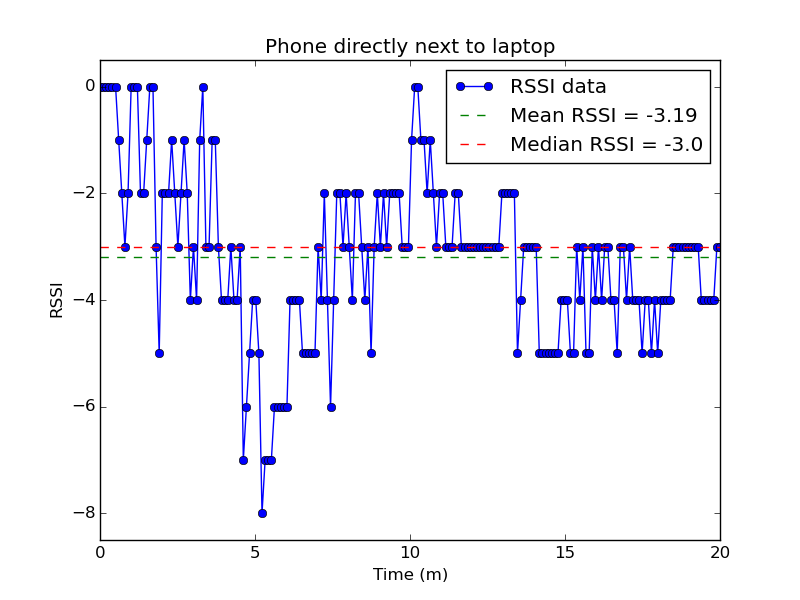 Phone directly next to laptop
RSSI data
Mean RSSI = -3.19
Median RSSI = -3.0
0
−2
−4
−6
−8
RSSI
0 5 10 15 20
Time (m)